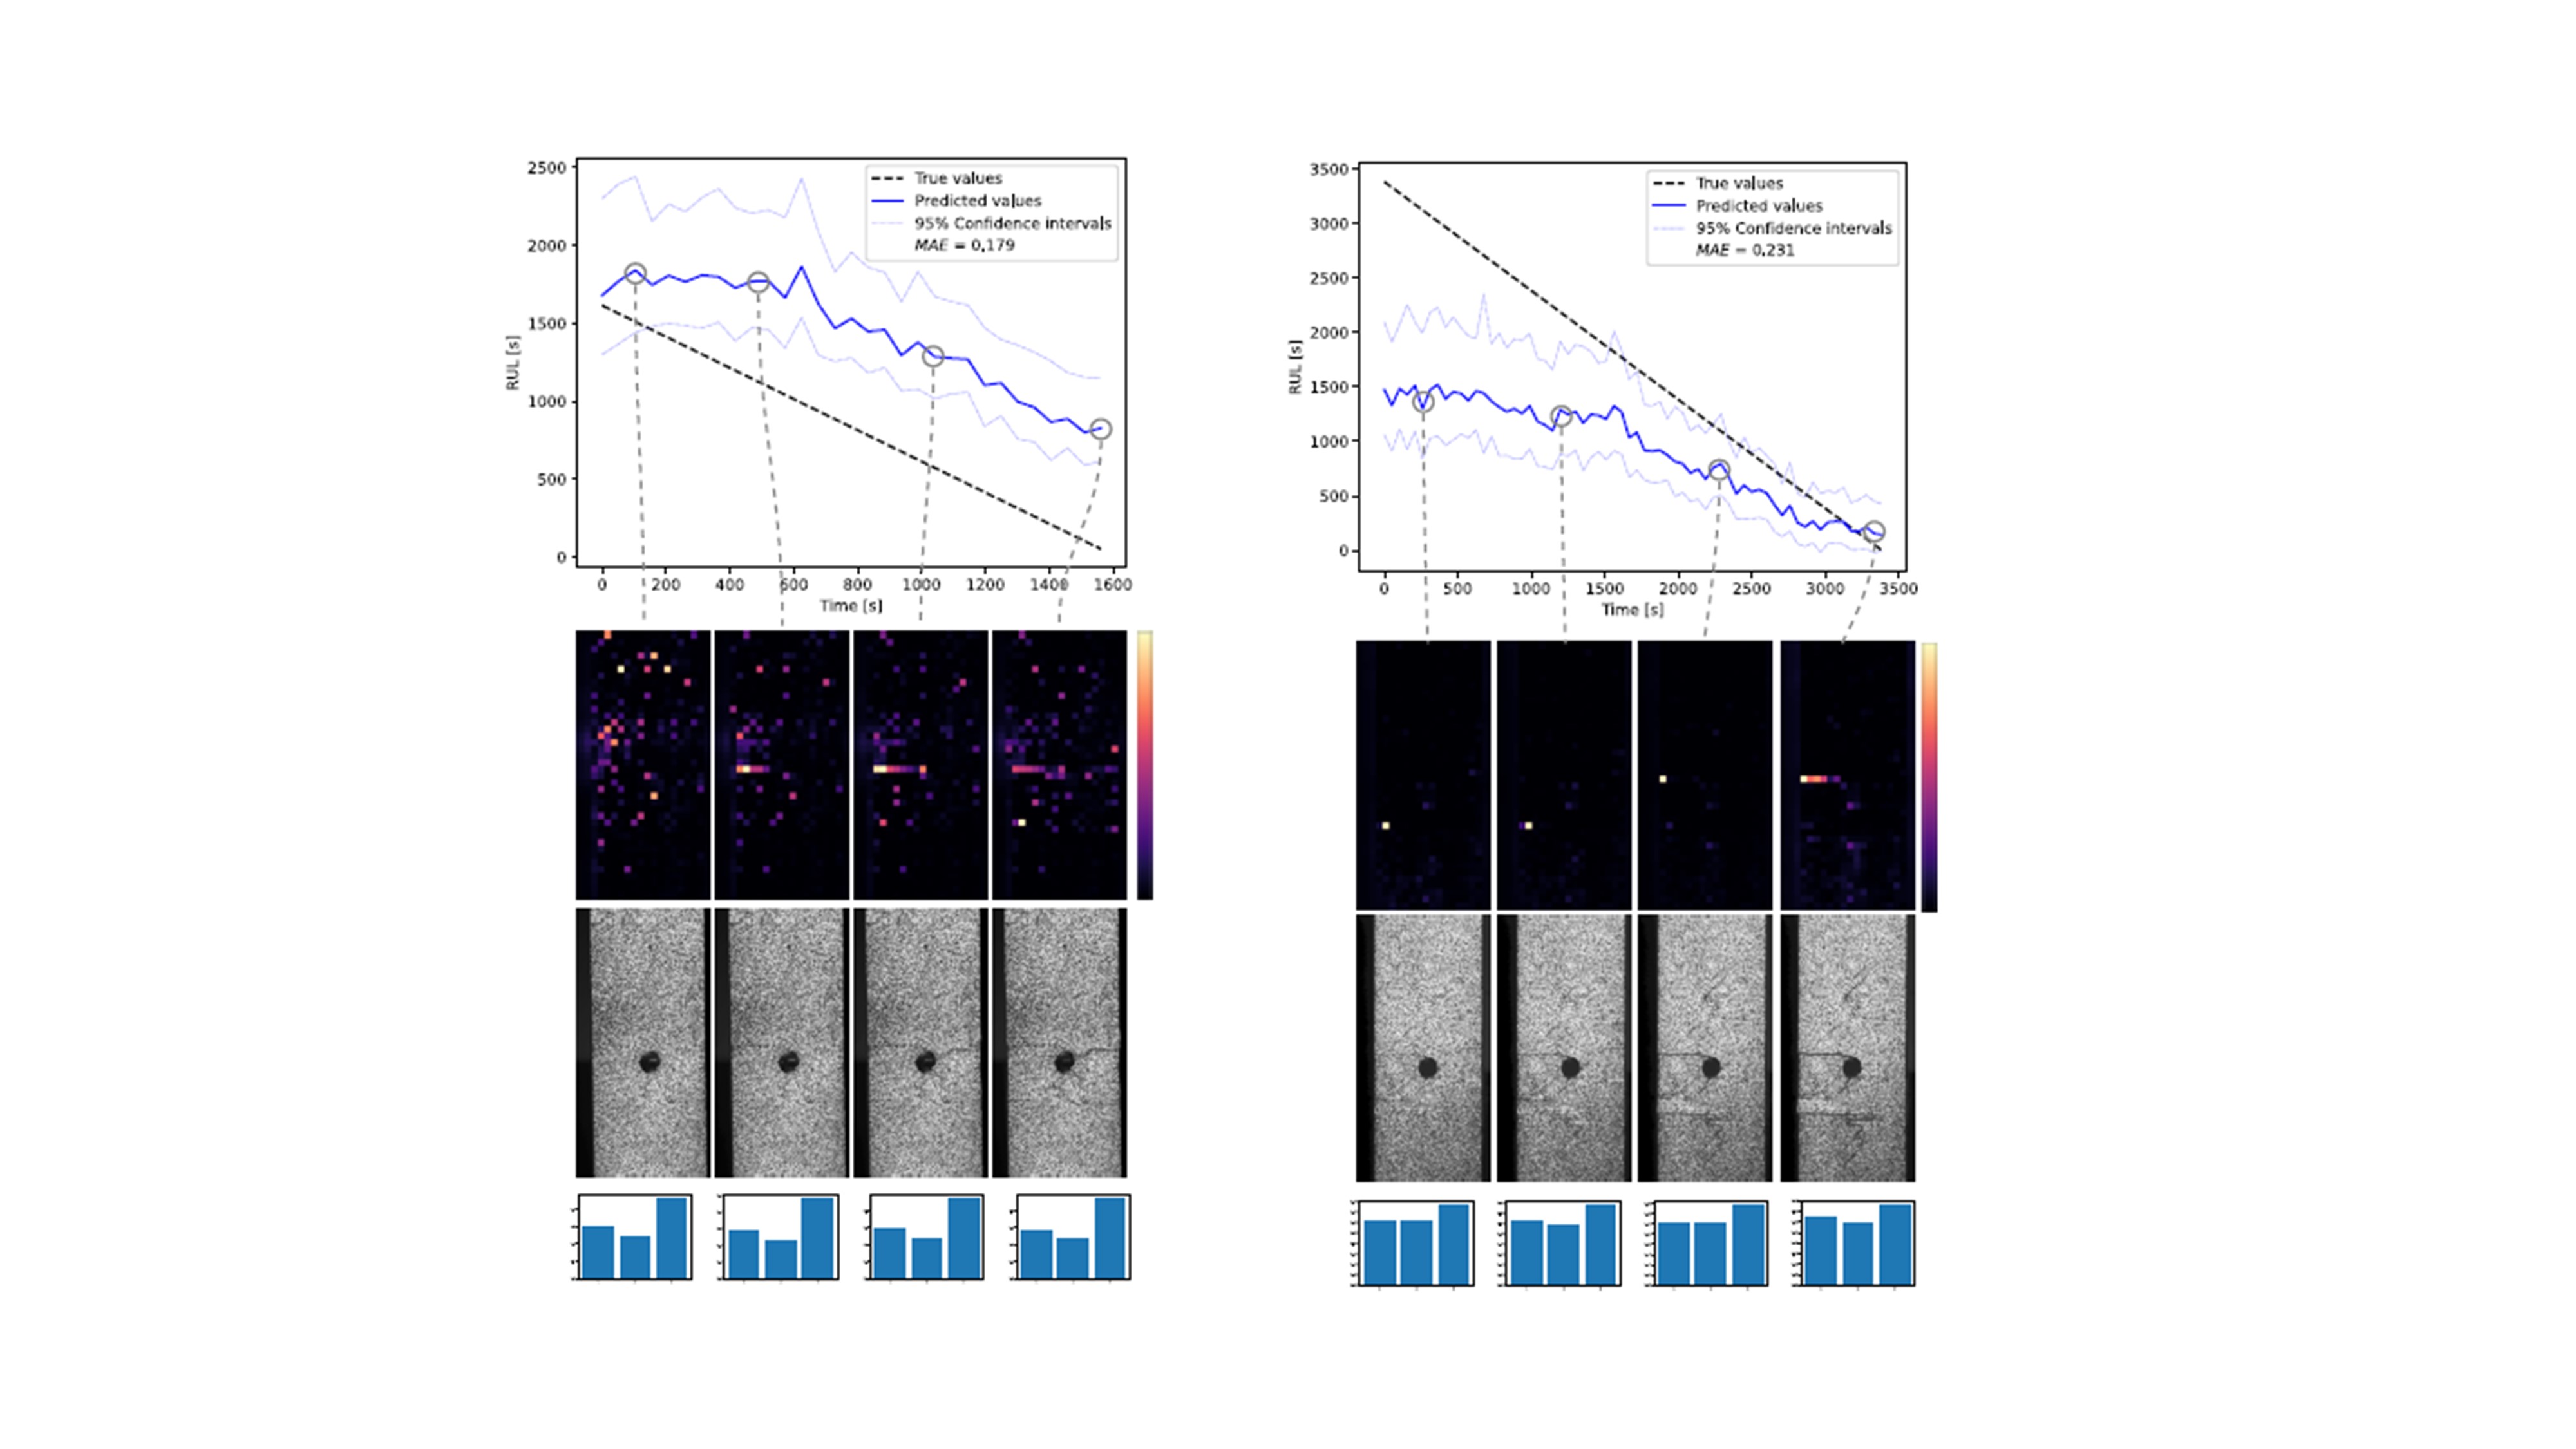 2500
2000
1500
1000
500
0
RUL [s]
True values
Predicted values
95% Confidence intervals
MAE = 0,179
0 200 400 600 800 1000 1200 1400 1600
Time [s]
3500
3000
2500
2000
1500
1000
500
0
RUL [s]
True values
Predicted values
95% Confidence intervals
MAE = 0,231
0 500 1000 1500 2000 2500 3000 3500
Time [s]